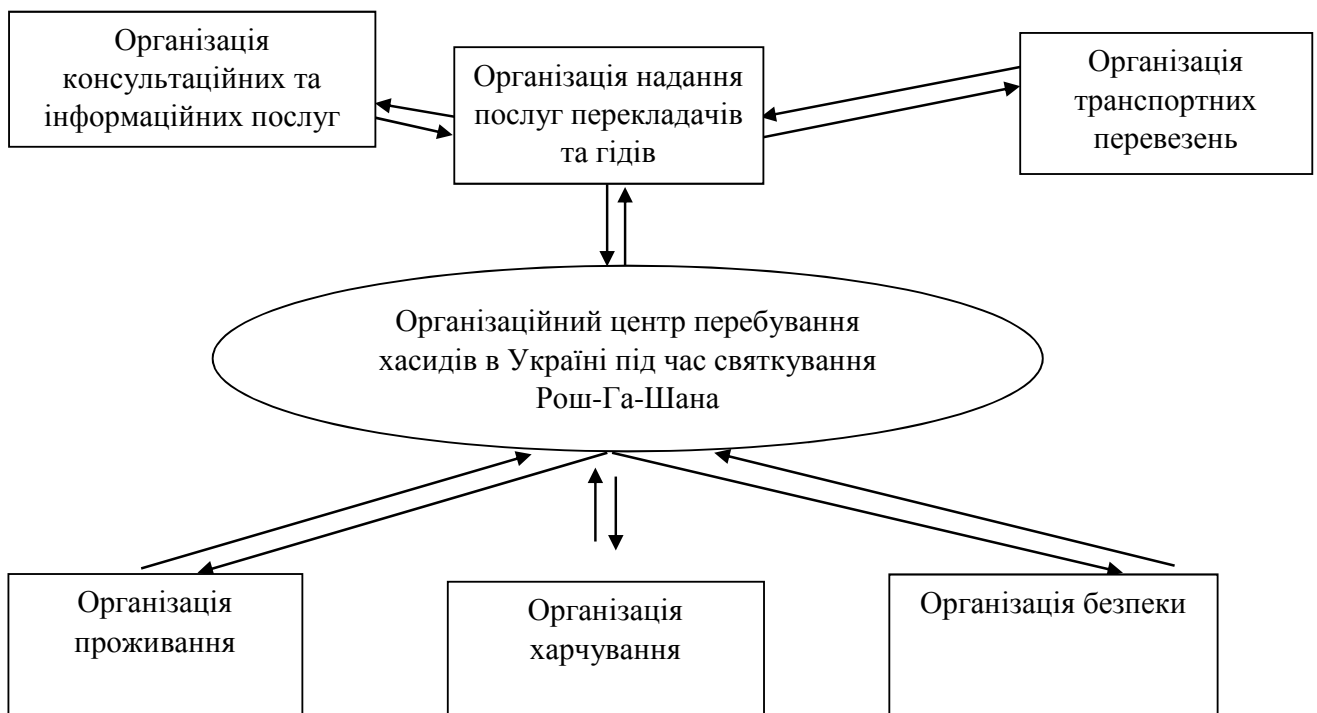 Організація
консультаційних та
інформаційних послуг
Організація надання
послуг перекладачів
та гідів
Організація
транспортних
перевезень
Організаційний центр перебування
хасидів в Україні під час святкування
Рош-Га-Шана
Організація
проживання
Організація
харчування
Організація безпеки